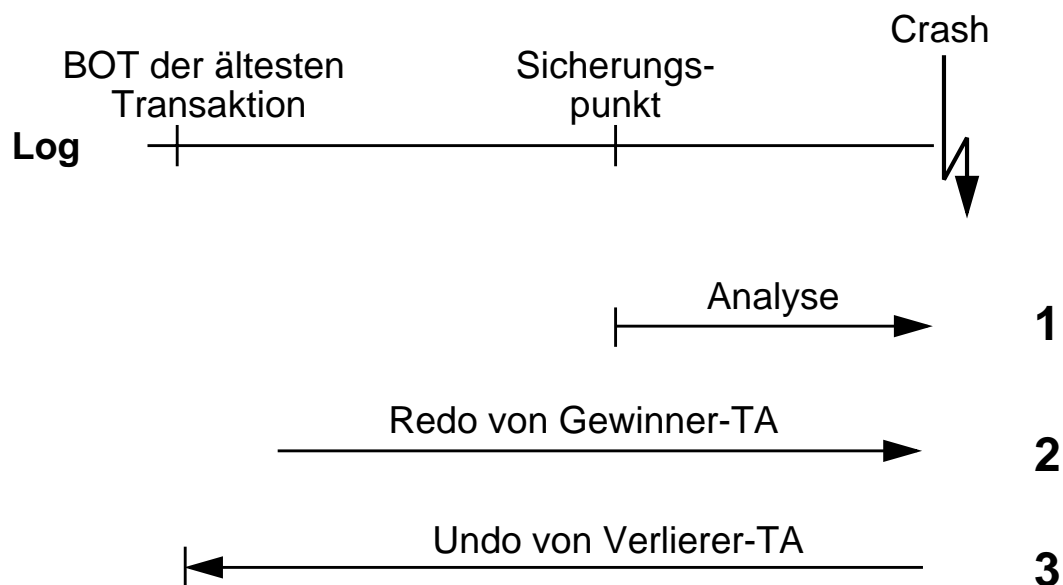 Crash
BOT der ältesten
Transaktion
Sicherungs-
punkt
Log
Analyse
1
Redo von Gewinner-TA
2
Undo von Verlierer-TA
3